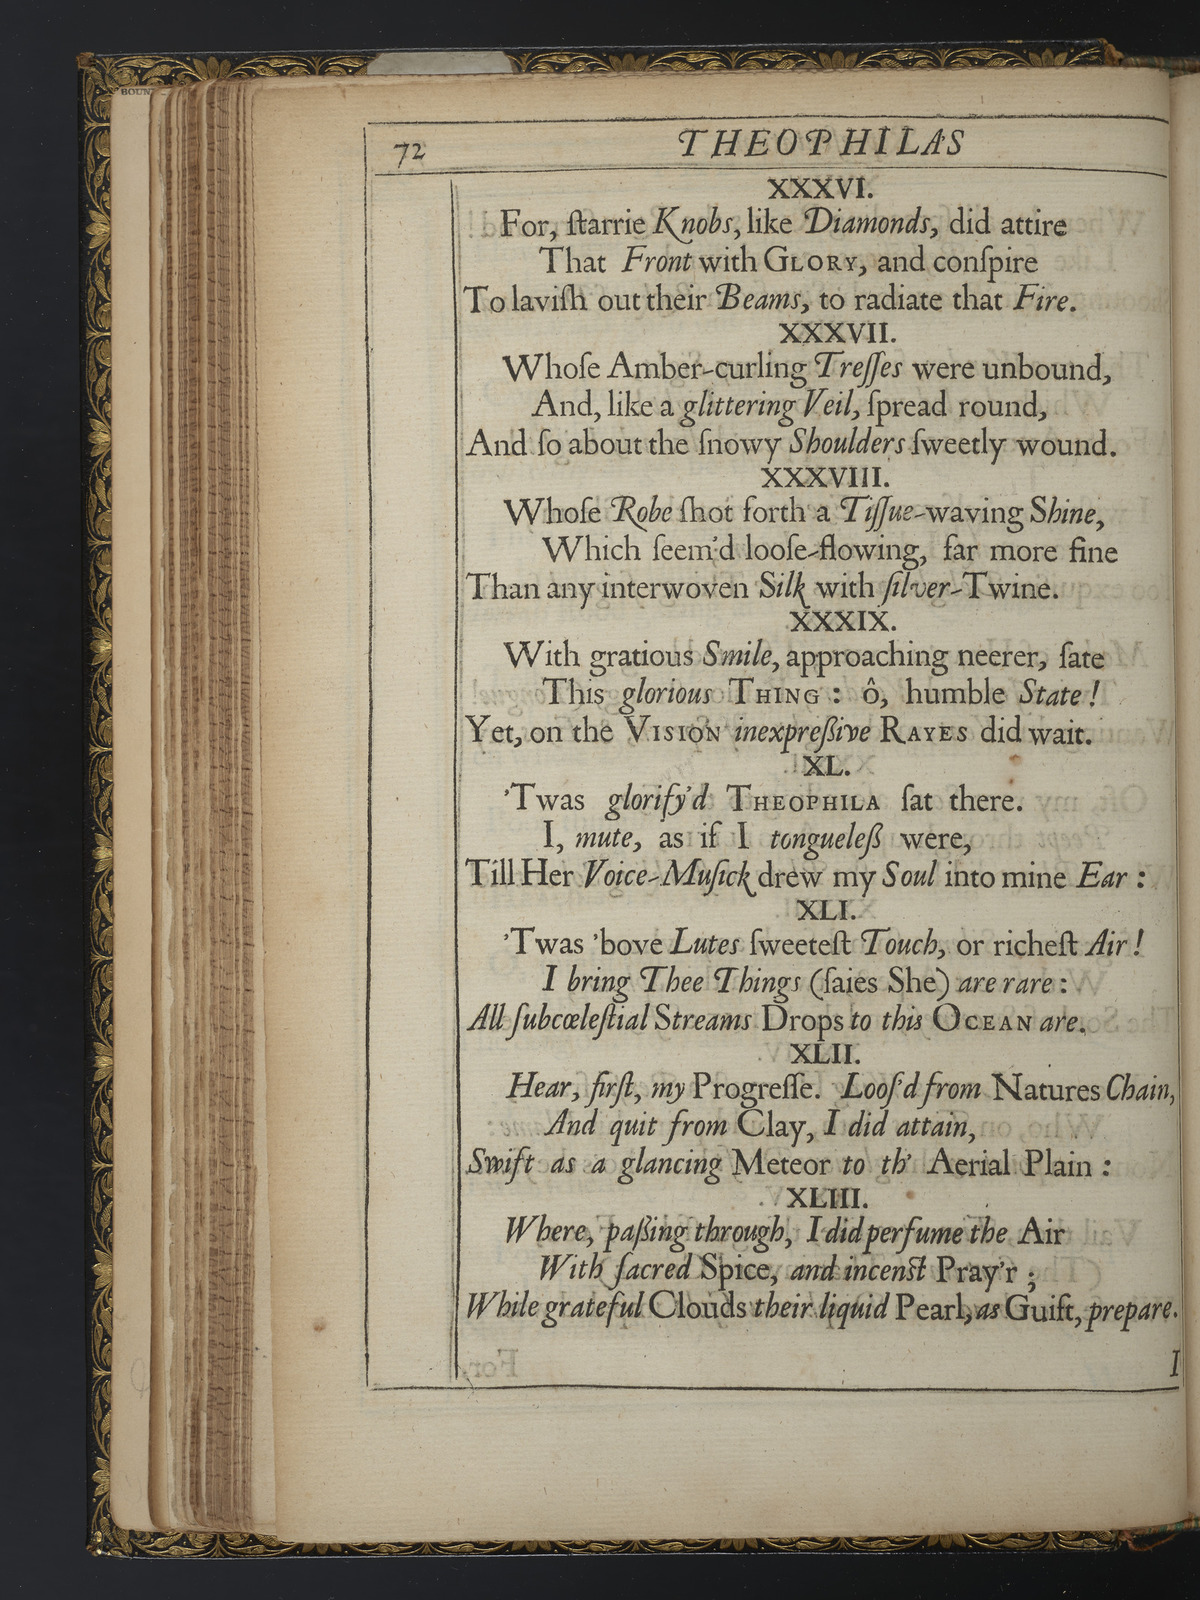 BOUN
72
THEOPHILAS
XXXVI.
For, ſtarrie Knobs, like Diamonds, did attire
That Front with GLORY, and conſpire
To laviſh out their Beams, to radiate that Fire.
XXXVII.
Whoſe Amber-curling Treſſes were unbound,
And, like a glittering Veil, ſpread round,
And ſo about the ſnowy Shoulders ſweetly wound.
XXXVIII.
Whoſe Robe ſhot forth a Tiſſue-waving Shine,
Which ſeem'd looſe-flowing, far more fine
Than any interwoven Silk with ſilver-Twine.
XXXIX.
With gratious Smile, approaching neerer, ſate
This glorious THING : ô, humble State !
Yet, on the VISION inexpreßive RAYES did wait.
XL.
'Twas glorify'd THEOPHILA ſat there.
I, mute, as if I tongueleß were,
Till Her Voice-Muſick drew my Soul into mine Ear :
XLI.
'Twas 'bove Lutes ſweeteſt Touch, or richeſt Air !
I bring Thee Things (ſaies She) are rare :
All ſubcœleſtial Streams Drops to this OCEAN are.
XLII.
Hear, firſt, my Progreſſe. Looſ'd from Natures Chain,
And quit from Clay, I did attain,
Swift as a glancing Meteor to th' Aerial Plain :
XLIII.
Where, paßing through, I did perfume the Air
With ſacred Spice, and incenſt Pray'r ;
While grateful Clouds their liquid Pearl, as Guift, prepare.
I